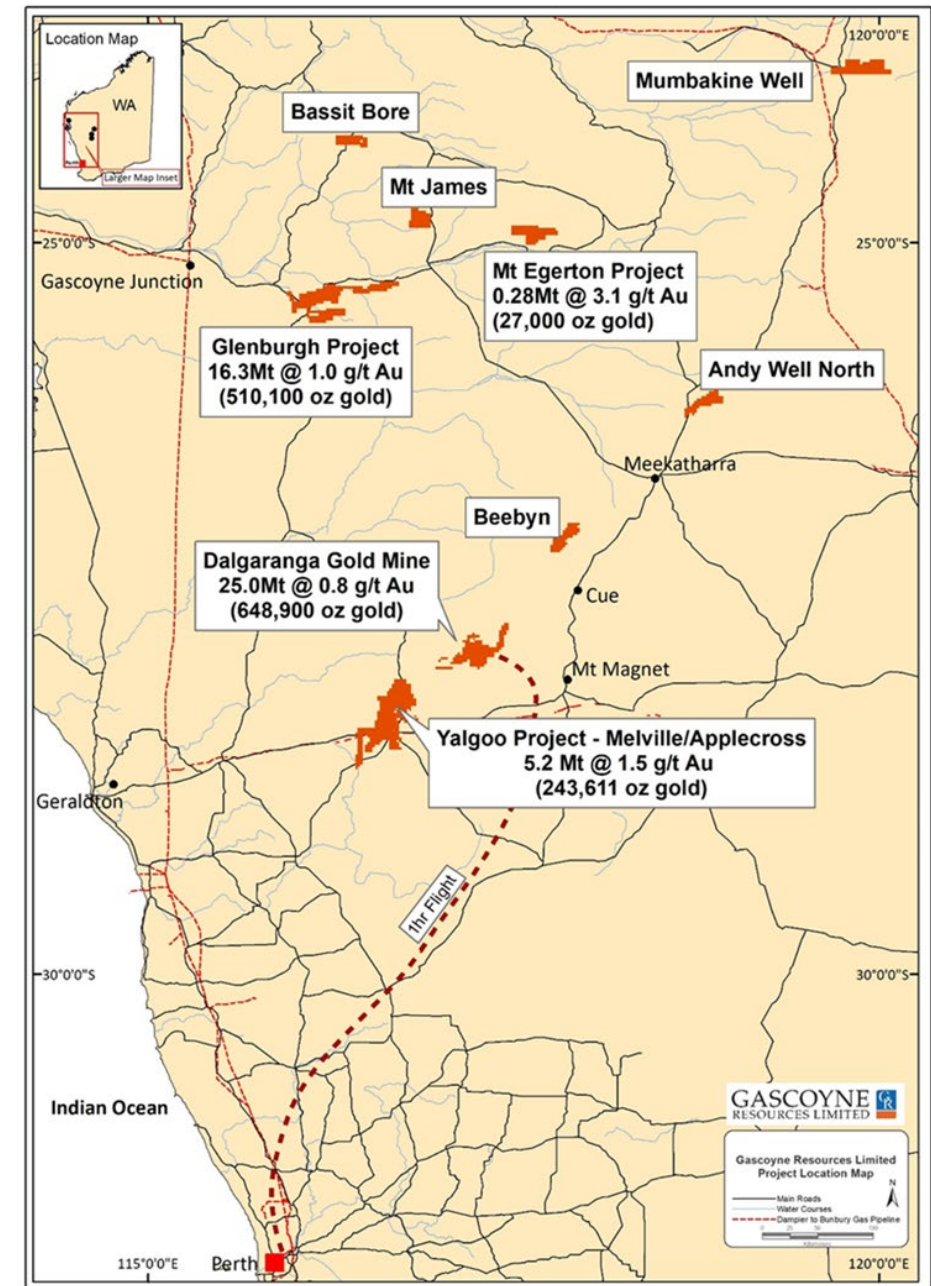 Location Map
WA
Perth
Larger Map Inset
120°0'0"E
Mumbakine Well
Bassit Bore
Mt James
25°0'0"S
25°0'0"S
Gascoyne Junction
Mt Egerton Project
0.28Mt @ 3.1 g/t Au
(27,000 oz gold)
Glenburgh Project
16.3Mt @ 1.0 g/t Au
(510,100 oz gold)
Andy Well North
Meekatharra
Beebyn
Dalgaranga Gold Mine
25.0Mt @ 0.8 g/t Au
(648,900 oz gold)
Cue
Mt Magnet
Yalgoo Project - Melville/Applecross
5.2 Mt @ 1.5 g/t Au
(243,611 oz gold)
Geraldton
1hr Flight
30°0'0"S
30°0'0"S
Indian Ocean
GASCOYNE
RESOURCES LIMITED
Gascoyne Resources Limited
Project Location Map
N
Main Roads
Water Courses
Dampier to Bunbury Gas Pipeline
0 25 50 100
Kilometers
Perth
115°0'0"E
120°0'0"E